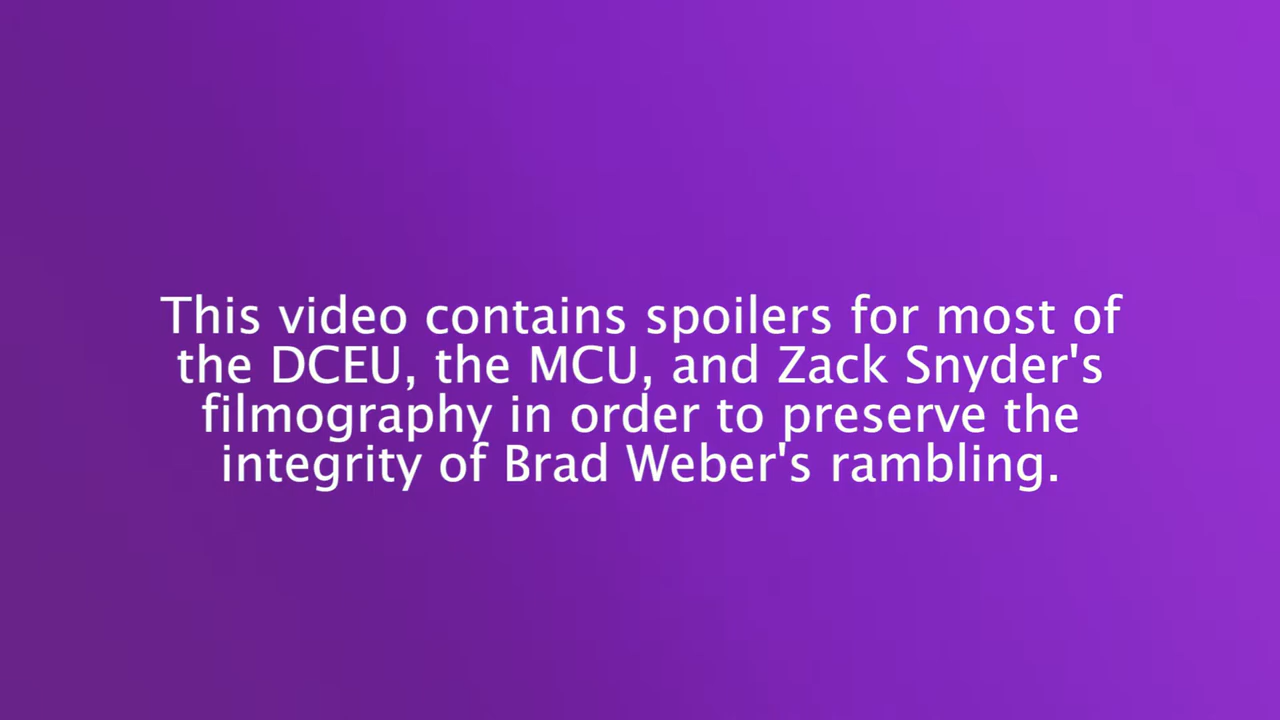 This video contains spoilers for most of
the DCEU, the MCU, and Zack Snyder's
filmography in order to preserve the
integrity of Brad Weber's rambling.